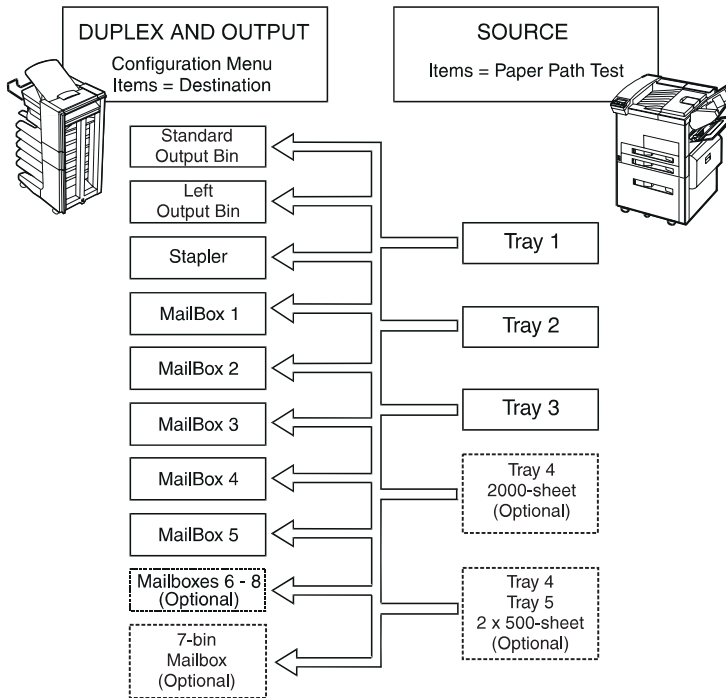 DUPLEX AND OUTPUT
Configuration Menu
Items = Destination
SOURCE
Items = Paper Path Test
Standard
Output Bin
Left
Output Bin
Stapler
MailBox 1
MailBox 2
MailBox 3
MailBox 4
MailBox 5
Mailboxes 6 - 8
(Optional)
7-bin
Mailbox
(Optional)
Tray 1
Tray 2
Tray 3
Tray 4
2000-sheet
(Optional)
Tray 4
Tray 5
2 x 500-sheet
(Optional)